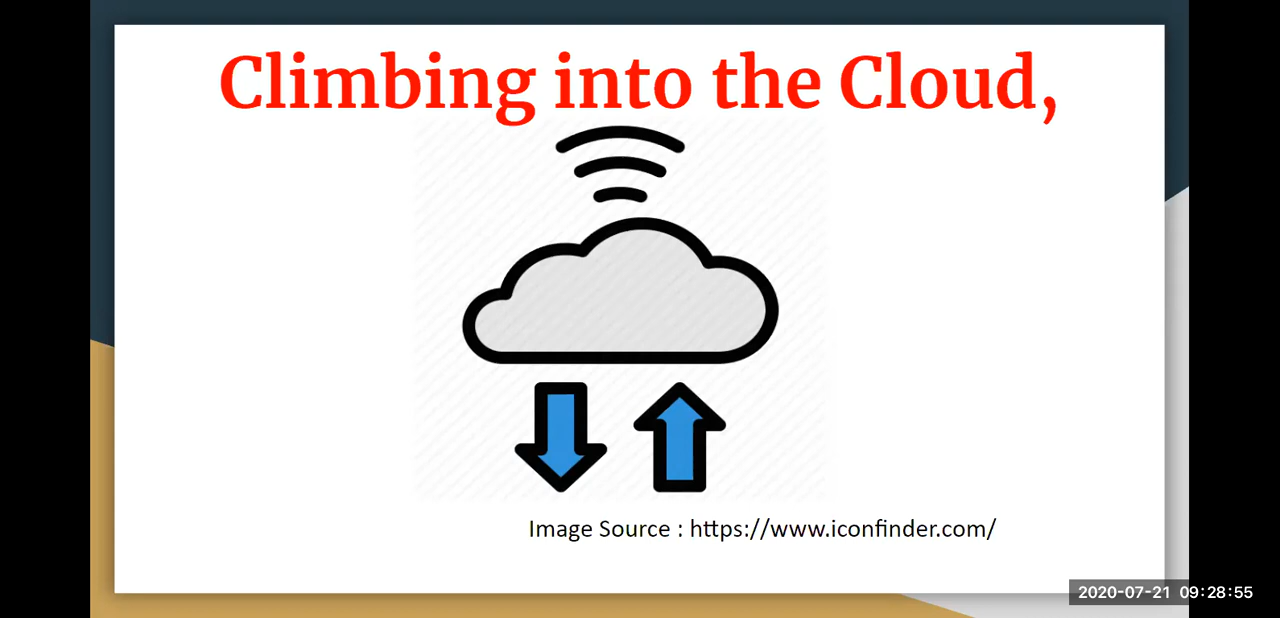 Climbing into the Cloud,
Image Source : https://www.iconfinder.com/
2020-07-21 09:28:55